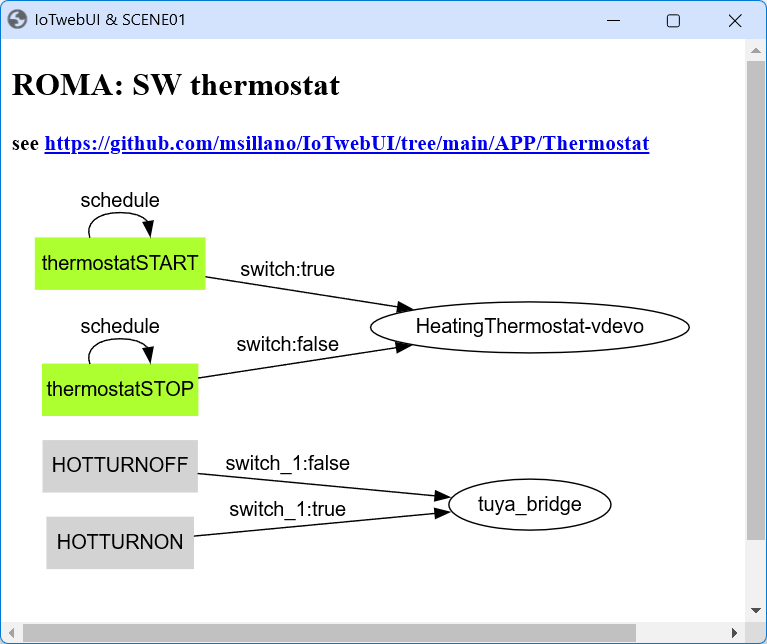 IoTwebUI & SCENE01
ROMA: SW thermostat
see https://github.com/msillano/IoTwebUI/tree/main/APP/Thermostat
schedule
thermostatSTART
switch:true
HeatingThermostat-vdevo
schedule
switch:false
thermostatSTOP
HOTTURNOFF
switch_1:false
tuya_bridge
switch_1:true
HOTTURNON